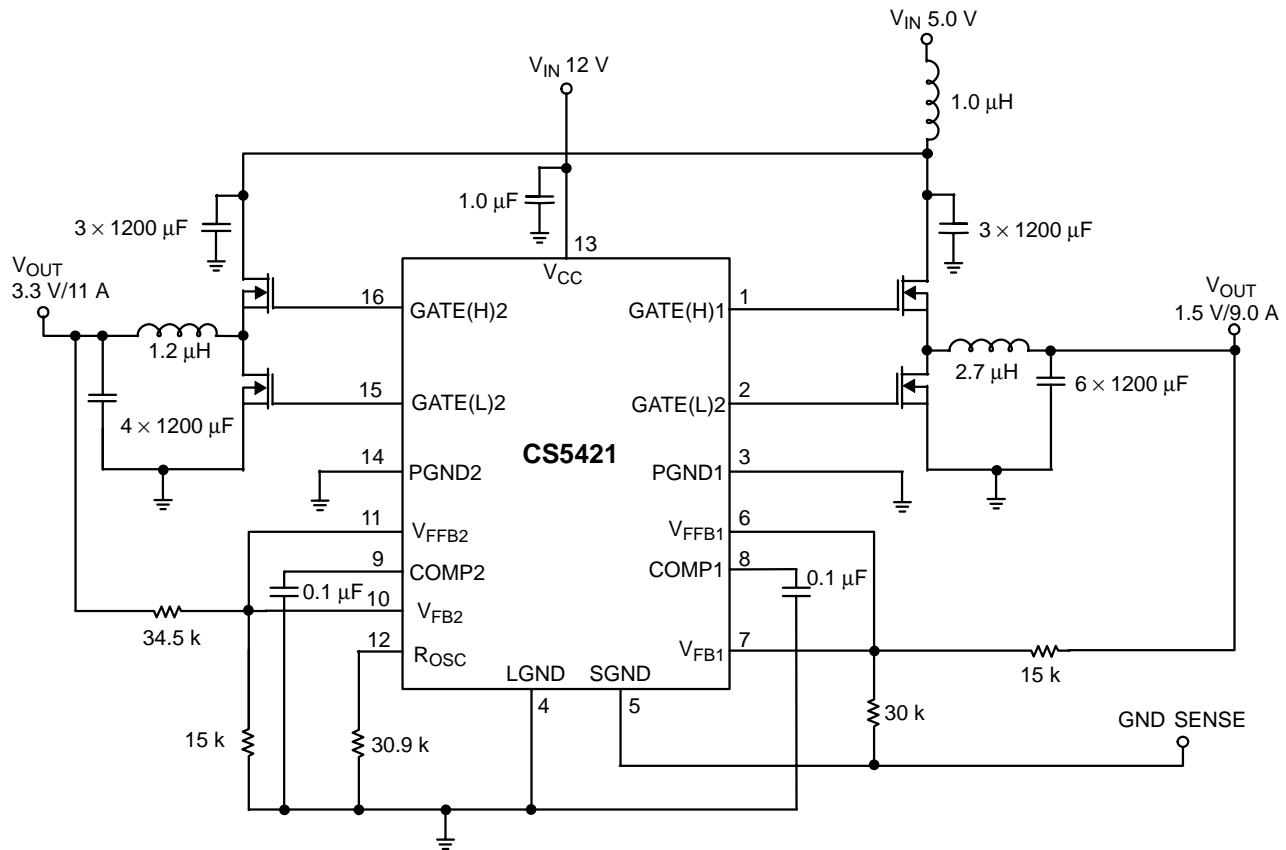 V_IN 5.0 V
V_IN 12 V
1.0 μH
1.0 μF
3 × 1200 μF
3 × 1200 μF
13
V_CC
V_OUT
3.3 V/11 A
V_OUT
1.5 V/9.0 A
16
GATE(H)2
GATE(H)1
1
1.2 μH
2.7 μH
15
GATE(L)2
GATE(L)2
2
4 × 1200 μF
6 × 1200 μF
CS5421
14
PGND2
PGND1
3
11
V_FFB2
V_FFB1
6
9
COMP2
COMP1
8
0.1 μF
0.1 μF
10
V_FB2
34.5 k
12
R_OSC
V_FB1
7
15 k
LGND
SGND
4
5
15 k
30.9 k
30 k
GND SENSE